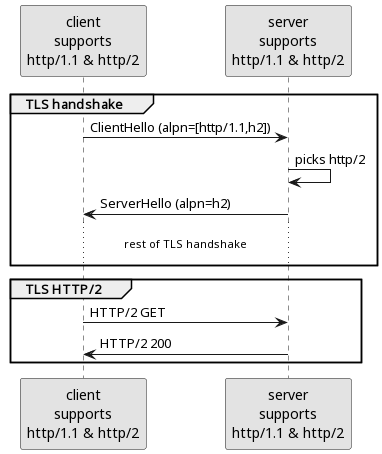 client
supports
http/1.1 & http/2
server
supports
http/1.1 & http/2
TLS handshake
ClientHello (alpn=[http/1.1,h2])
picks http/2
ServerHello (alpn=h2)
rest of TLS handshake
TLS HTTP/2
HTTP/2 GET
HTTP/2 200
client
supports
http/1.1 & http/2
server
supports
http/1.1 & http/2